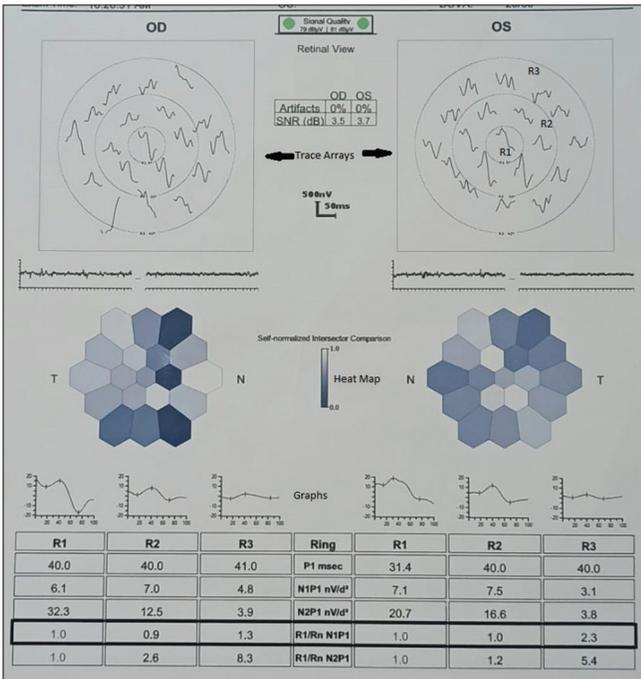 OD
Signal Quality
79 dBµV | 81 dBµV
OS
Retinal View
R3
OD OS
Artifacts 0% 0%
SNR (dB) 3.5 3.7
R2
R1
Trace Arrays
500nV
50ms
Self-normalized Intersector Comparison
1.0
T N Heat Map N T
0.0
Graphs
R1 R2 R3 Ring R1 R2 R3
40.0 40.0 41.0 P1 msec 31.4 40.0 40.0
6.1 7.0 4.8 N1P1 nV/d² 7.1 7.5 3.1
32.3 12.5 3.9 N2P1 nV/d² 20.7 16.6 3.8
1.0 0.9 1.3 R1/Rn N1P1 1.0 1.0 2.3
1.0 2.6 8.3 R1/Rn N2P1 1.0 1.2 5.4